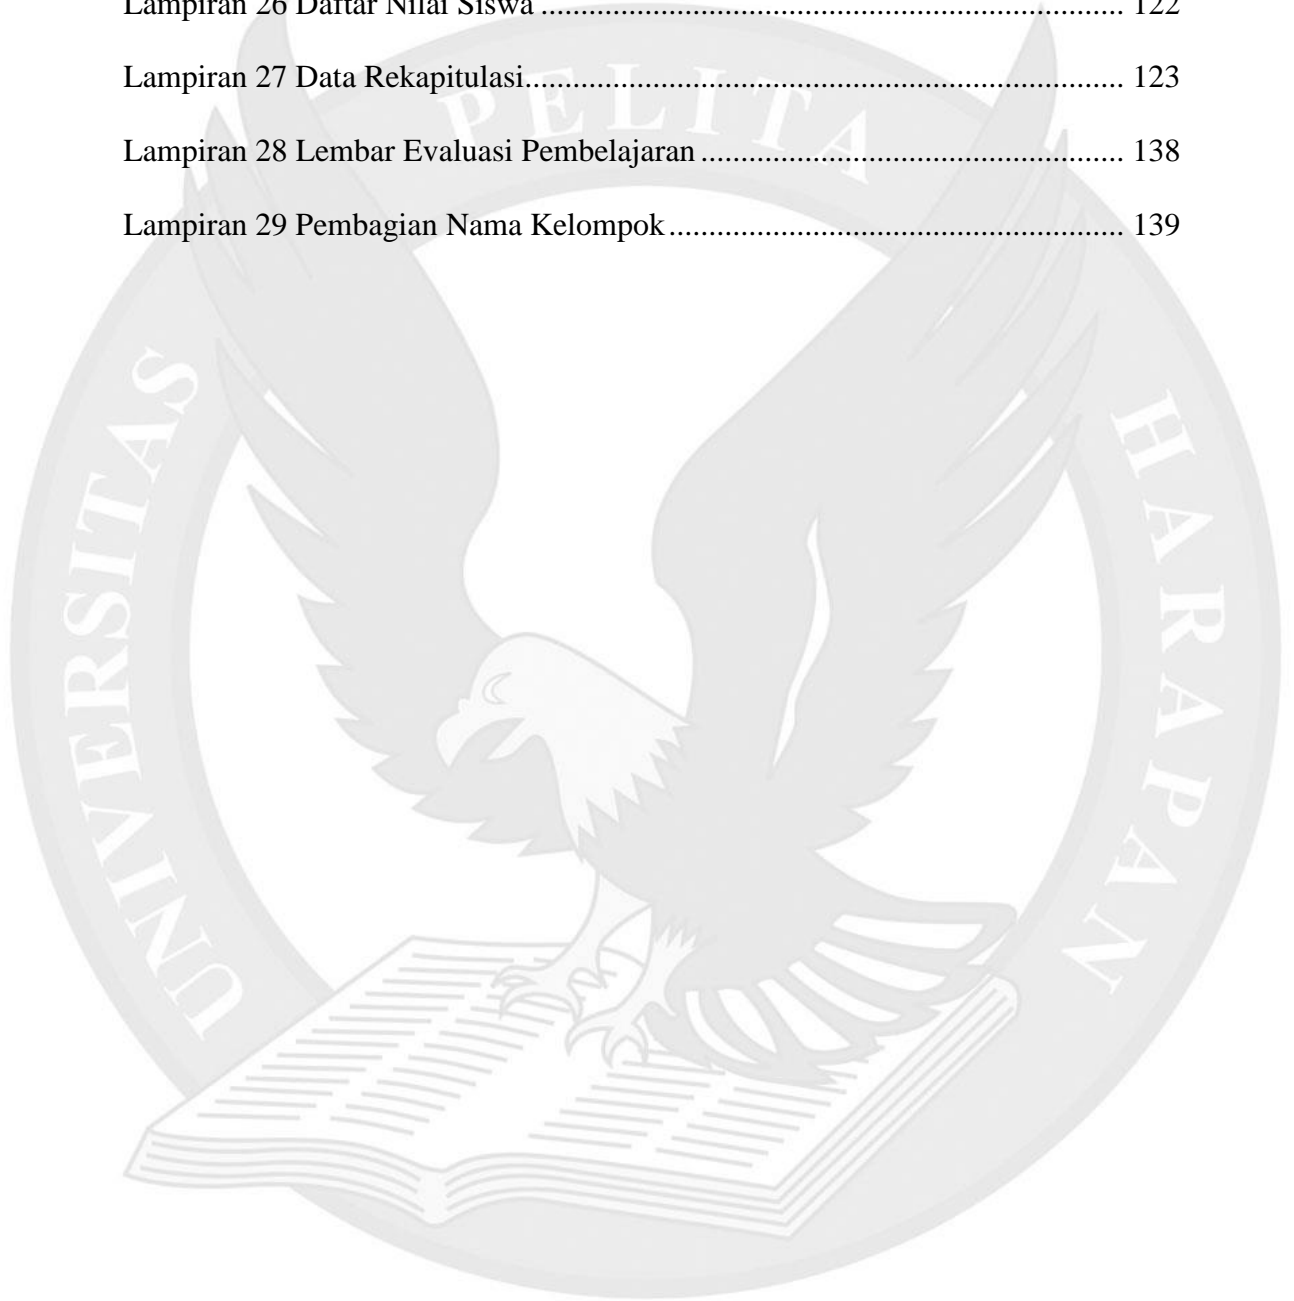 Lampiran 26 Daftar Nilai Siswa ........................................................................ 122
Lampiran 27 Data Rekapitulasi.......................................................................... 123
Lampiran 28 Lembar Evaluasi Pembelajaran .................................................... 138
Lampiran 29 Pembagian Nama Kelompok........................................................ 139
UNIVERSITAS PELITA HARAPAN